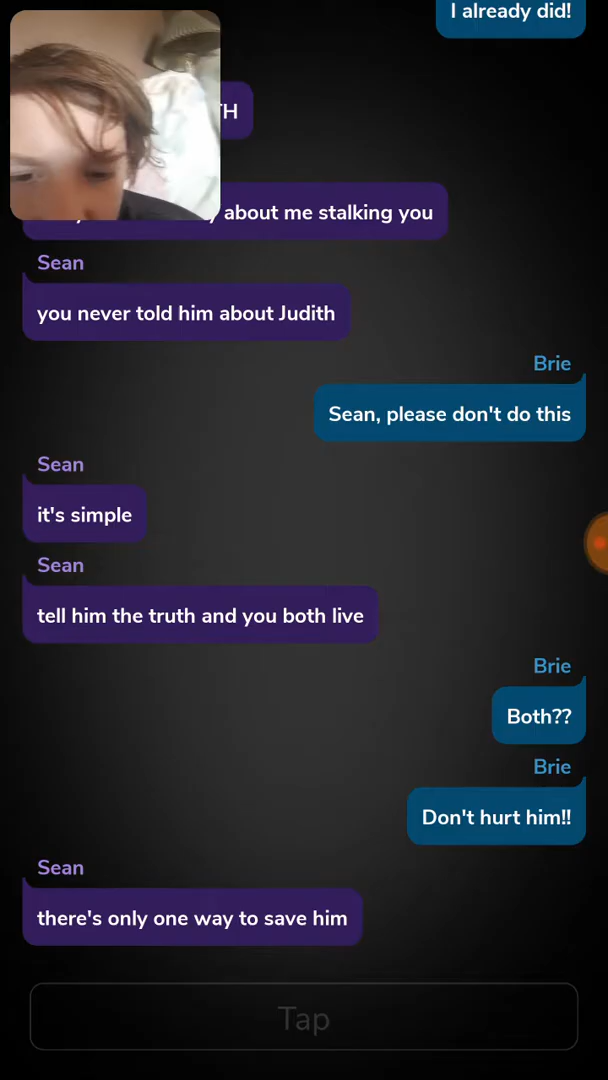 I already did!
TH
about me stalking you
Sean
you never told him about Judith
Brie
Sean, please don't do this
Sean
it's simple
Sean
tell him the truth and you both live
Brie
Both??
Brie
Don't hurt him!!
Sean
there's only one way to save him
Tap